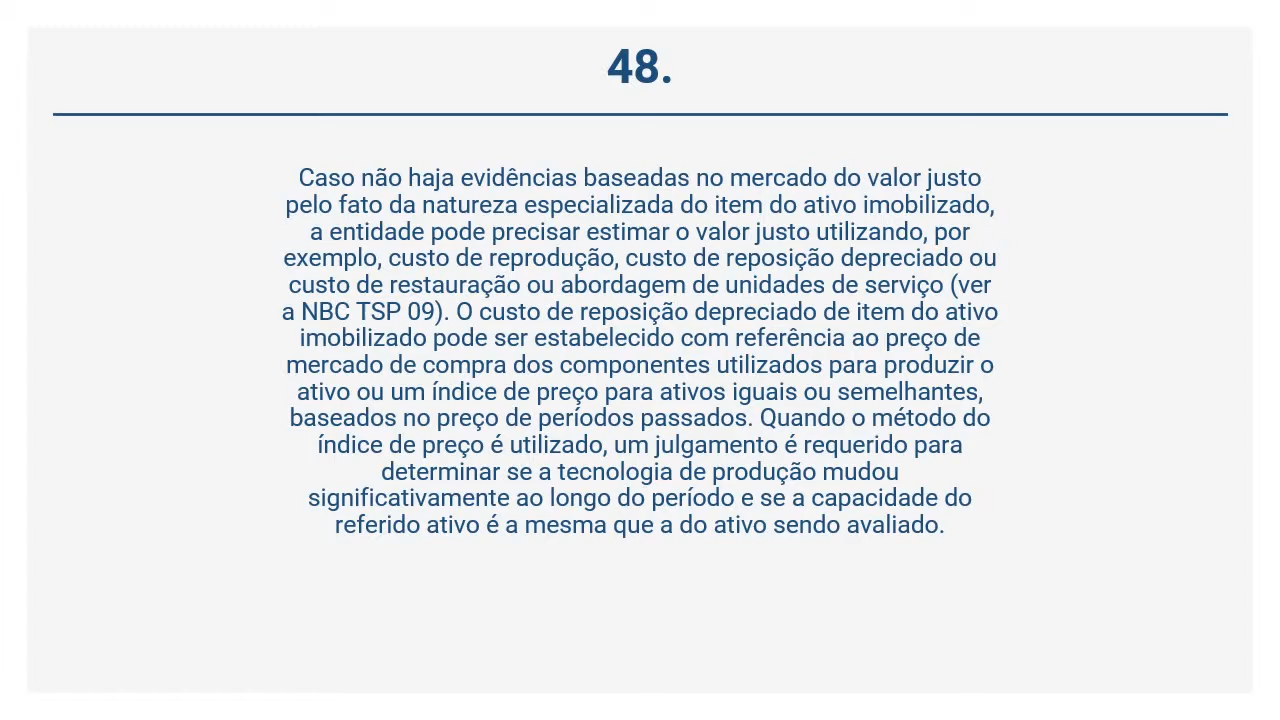 48.
Caso não haja evidências baseadas no mercado do valor justo
pelo fato da natureza especializada do item do ativo imobilizado,
a entidade pode precisar estimar o valor justo utilizando, por
exemplo, custo de reprodução, custo de reposição depreciado ou
custo de restauração ou abordagem de unidades de serviço (ver
a NBC TSP 09). O custo de reposição depreciado de item do ativo
imobilizado pode ser estabelecido com referência ao preço de
mercado de compra dos componentes utilizados para produzir o
ativo ou um índice de preço para ativos iguais ou semelhantes,
baseados no preço de períodos passados. Quando o método do
índice de preço é utilizado, um julgamento é requerido para
determinar se a tecnologia de produção mudou
significativamente ao longo do período e se a capacidade do
referido ativo é a mesma que a do ativo sendo avaliado.